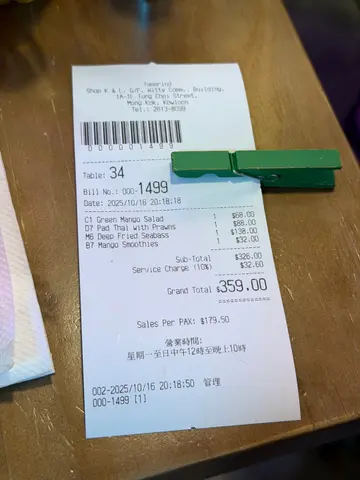 Shop K & L, G/F, Witty Comm. Building,
1A-1L Tung Choi Street,
Mong Kok, Kowloon
Tel.:
000001499
Table: 34
Bill No.: 000-1499
Date: 2025/10/16 20:18:18
C1 Green Mango Salad 1 $68.00
D7 Pad Thai with Prawns 1 $88.00
M6 Deep Fried Seabass 1 $138.00
B7 Mango Smoothies 1 $32.00
Sub-Total $326.00
Service Charge (10%) $32.60
Grand Total $359.00
Sales Per PAX: $179.50
營業時間:
星期一至日中午12時至晚上10時
002-2025/10/16 20:18:50 管理
000-1499 [1]